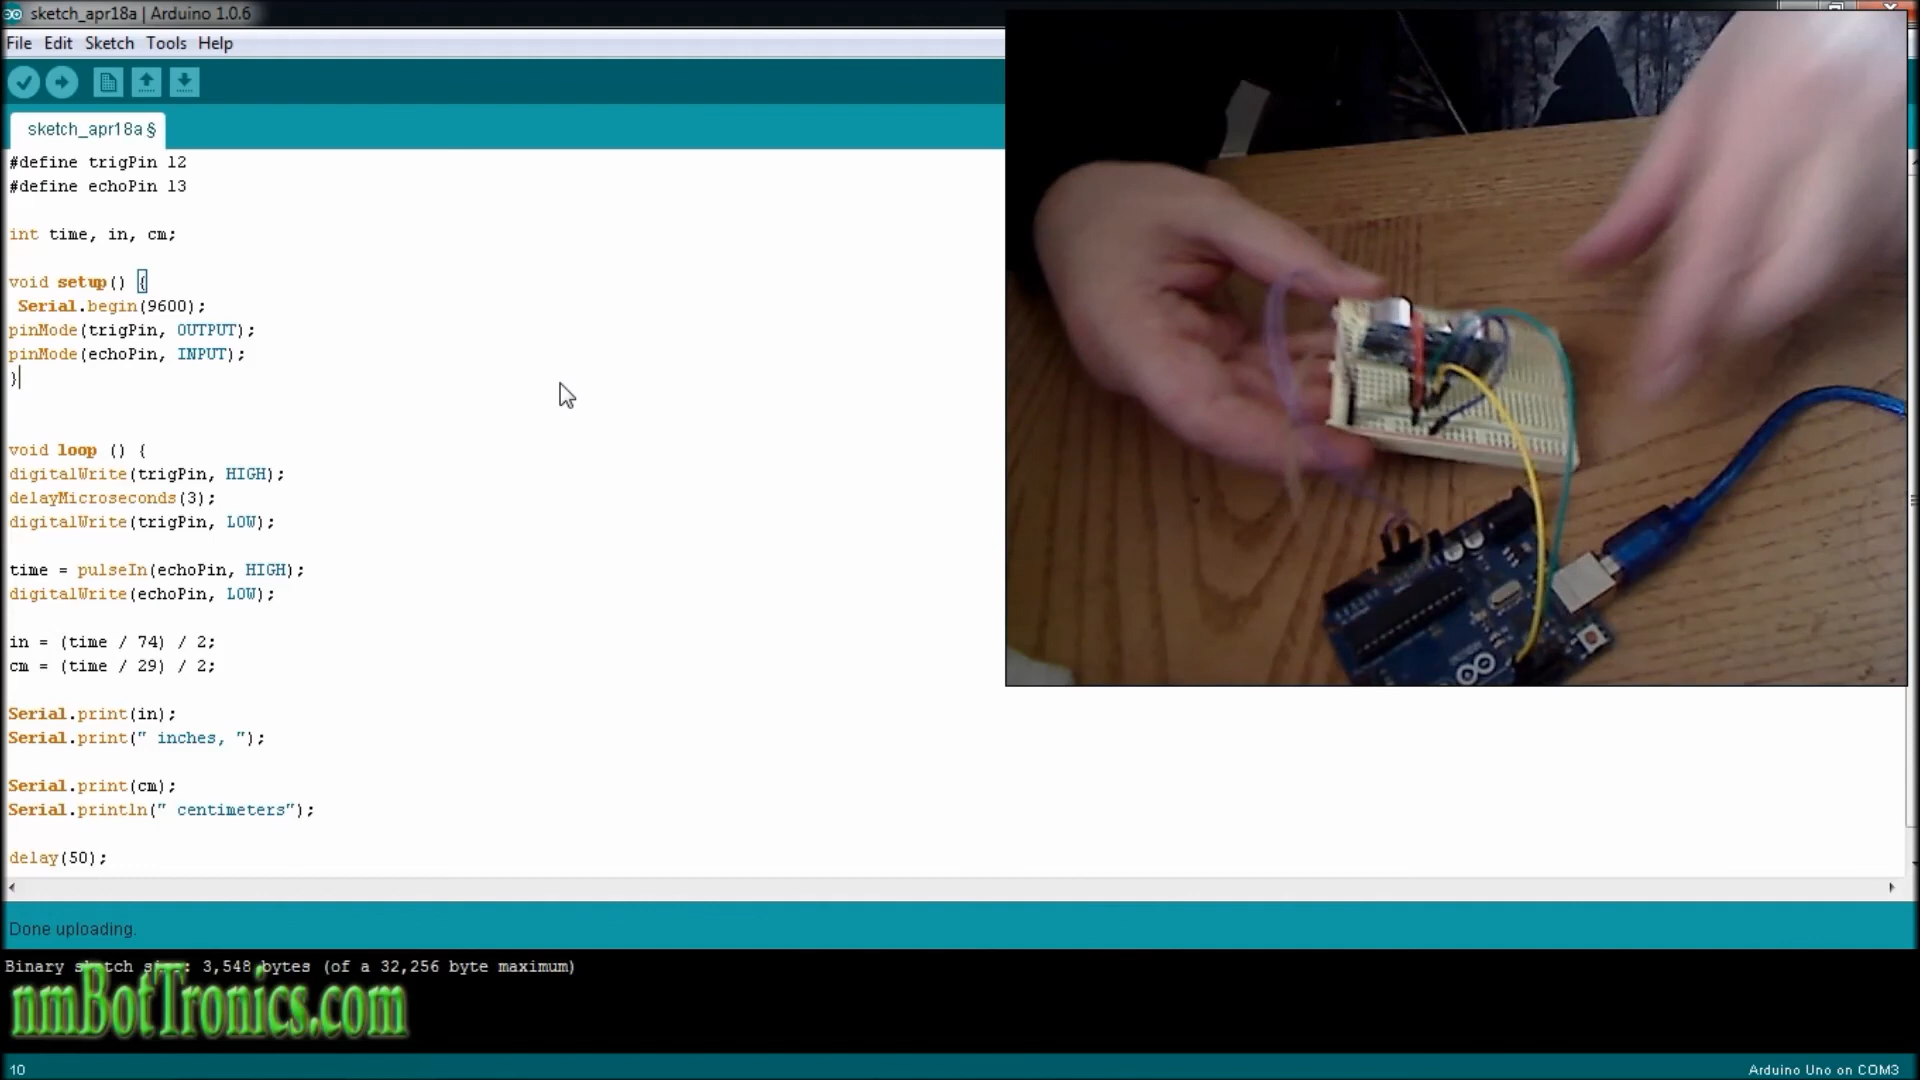 sketch_apr18a | Arduino 1.0.6
File Edit Sketch Tools Help
sketch_apr18a §
#define trigPin 12
#define echoPin 13
int time, in, cm;
void setup() {
Serial.begin(9600);
pinMode(trigPin, OUTPUT);
pinMode(echoPin, INPUT);
}
void loop () {
digitalWrite(trigPin, HIGH);
delayMicroseconds(3);
digitalWrite(trigPin, LOW);
time = pulseIn(echoPin, HIGH);
digitalWrite(echoPin, LOW);
in = (time / 74) / 2;
cm = (time / 29) / 2;
Serial.print(in);
Serial.print(" inches, ");
Serial.print(cm);
Serial.println(" centimeters");
delay(50);
Done uploading.
Binary sketch size: 3,548 bytes (of a 32,256 byte maximum)
nmBotTronics.com
10
Arduino Uno on COM3